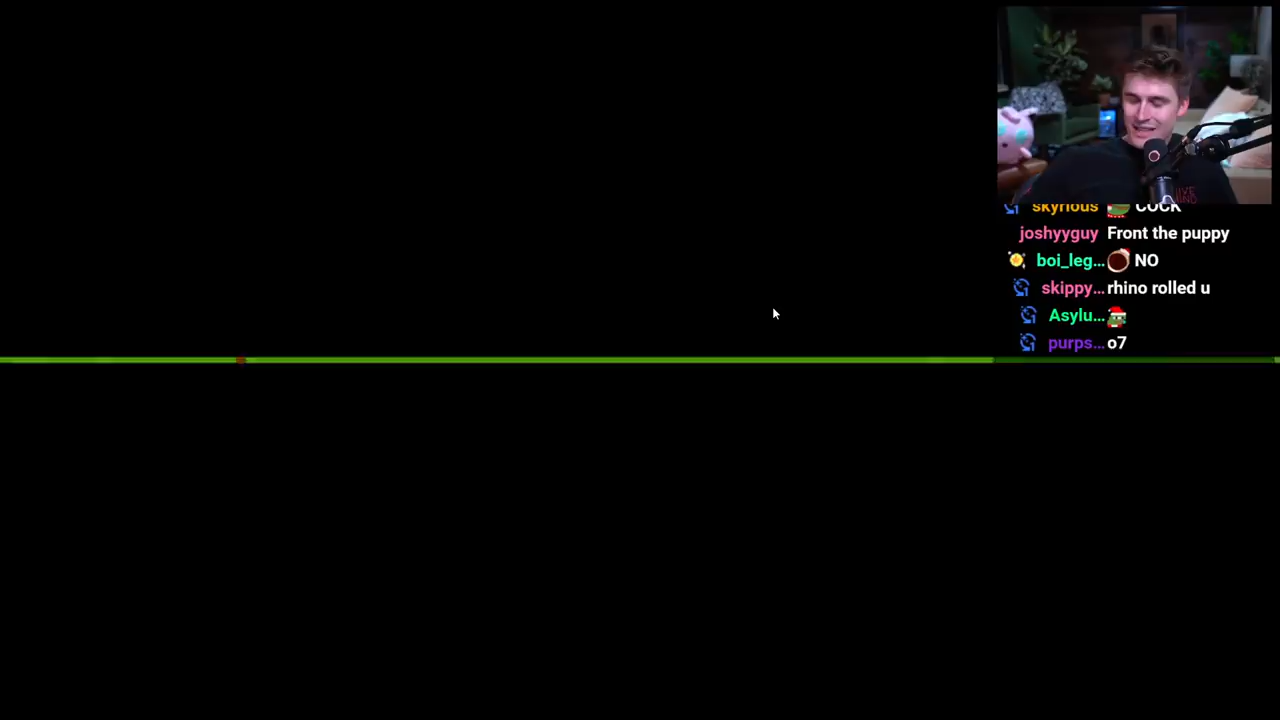 skyrious COCK
joshyyguy Front the puppy
boi_leg... NO
skippy... rhino rolled u
Asylu...
purps... o7